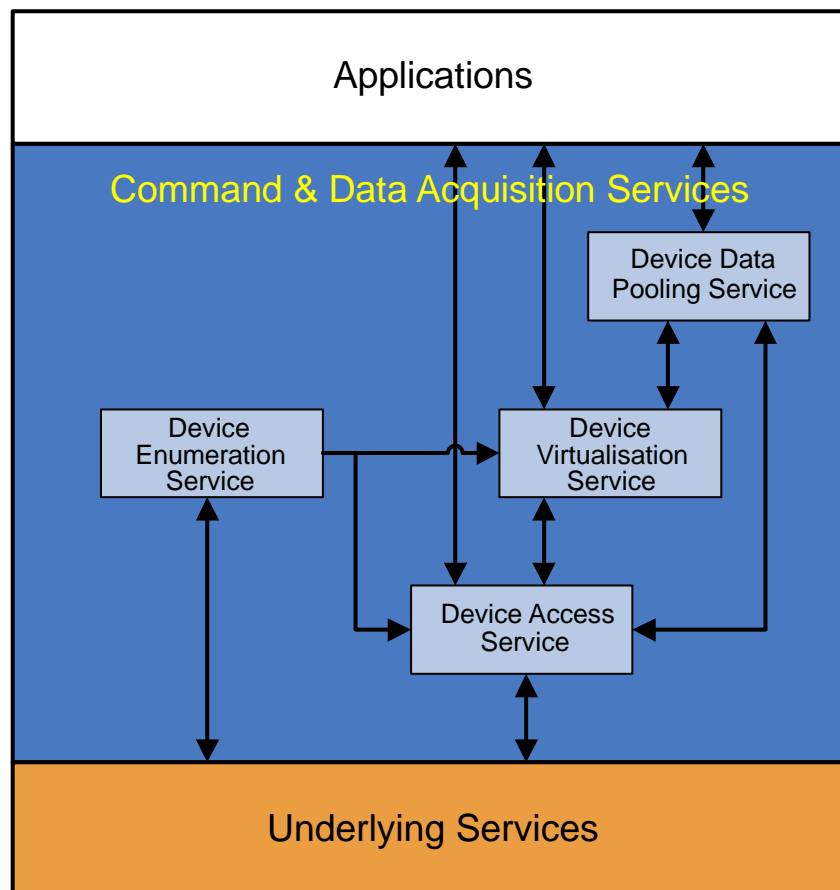 Applications
Command & Data Acquisition Services
Device Data
Pooling Service
Device
Enumeration
Service
Device
Virtualisation
Service
Device Access
Service
Underlying Services